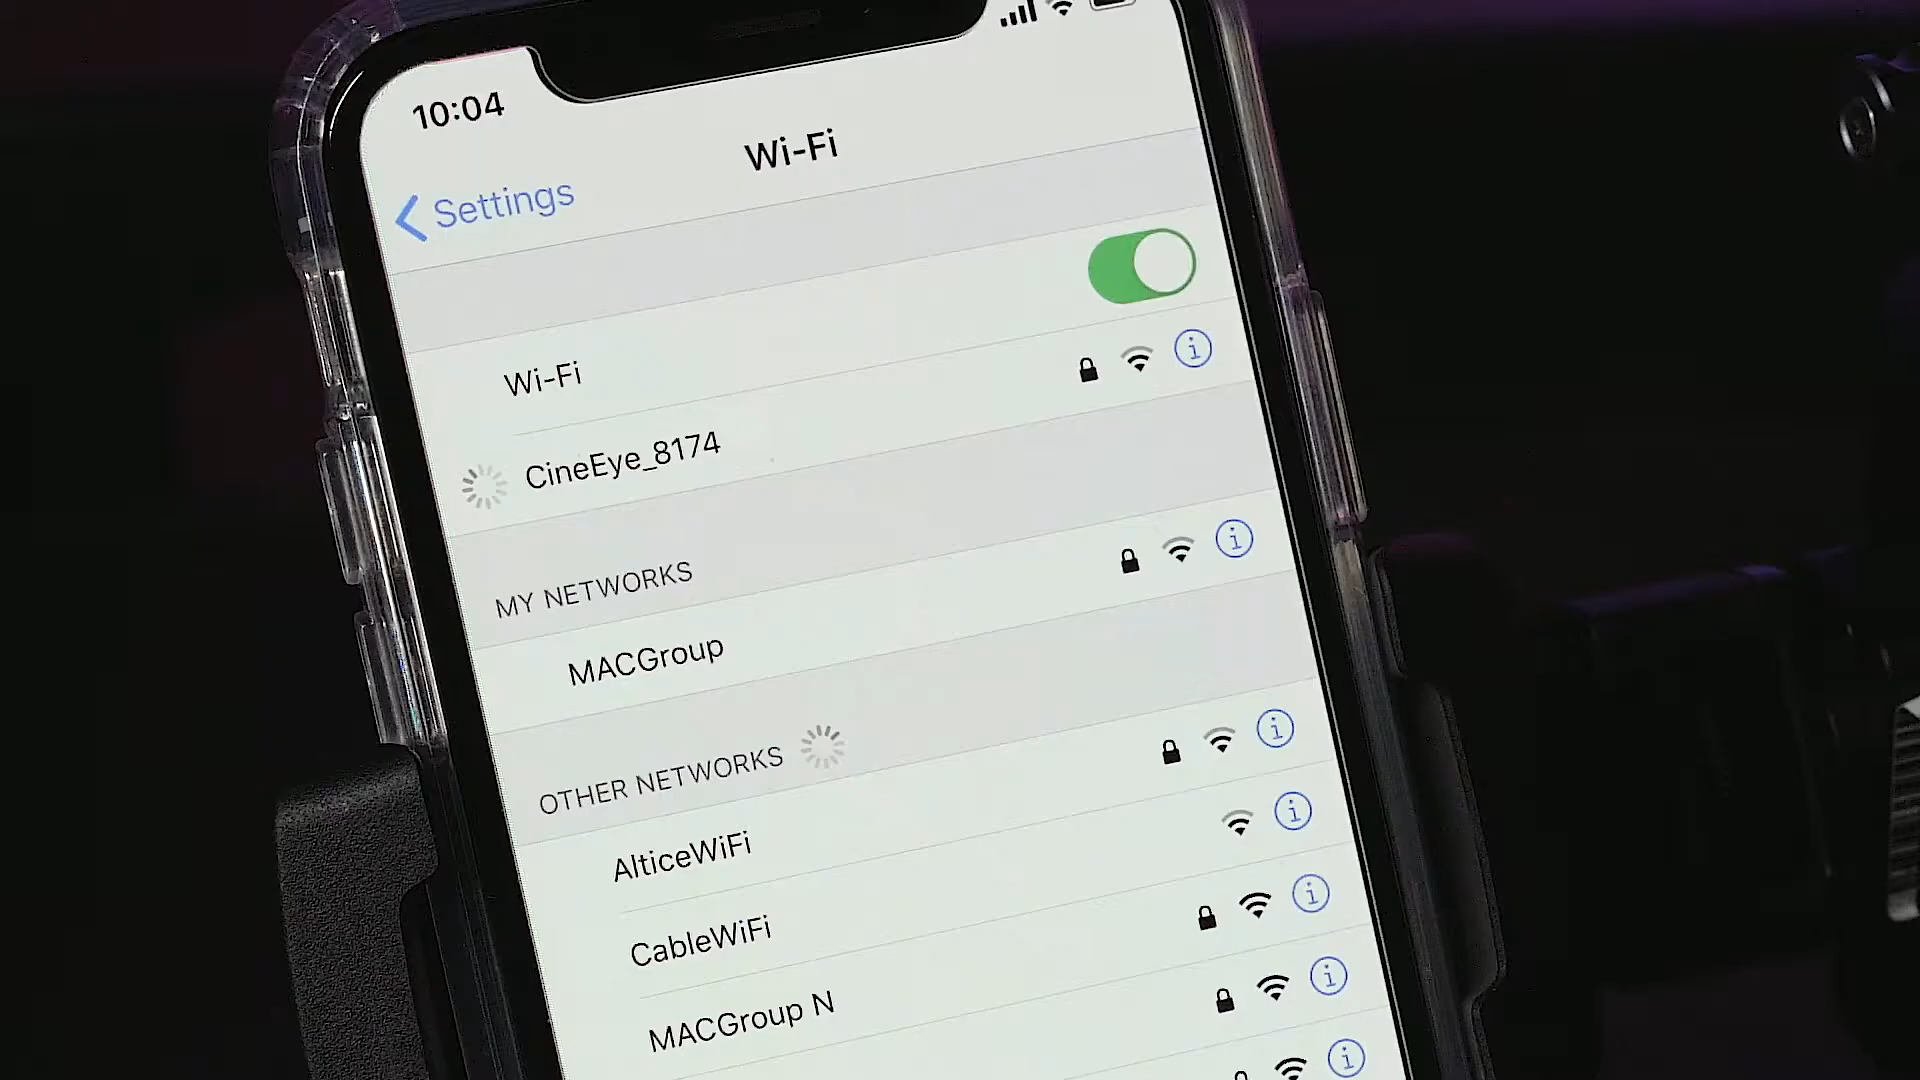 10:04
Wi-Fi
Settings
Wi-Fi
CineEye_8174
MY NETWORKS
MACGroup
OTHER NETWORKS
AlticeWiFi
CableWiFi
MACGroup N